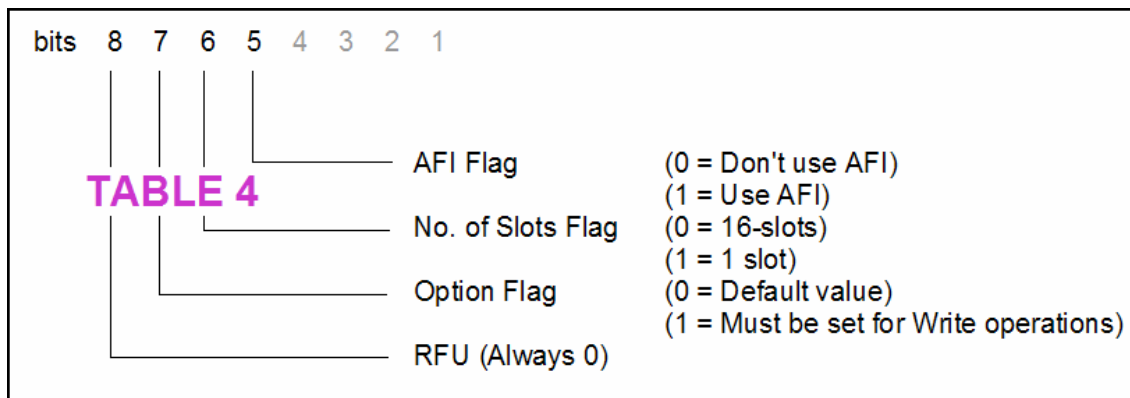 bits 8 7 6 5 4 3 2 1
AFI Flag (0 = Don't use AFI)
(1 = Use AFI)
TABLE 4
No. of Slots Flag (0 = 16-slots)
(1 = 1 slot)
Option Flag (0 = Default value)
(1 = Must be set for Write operations)
RFU (Always 0)